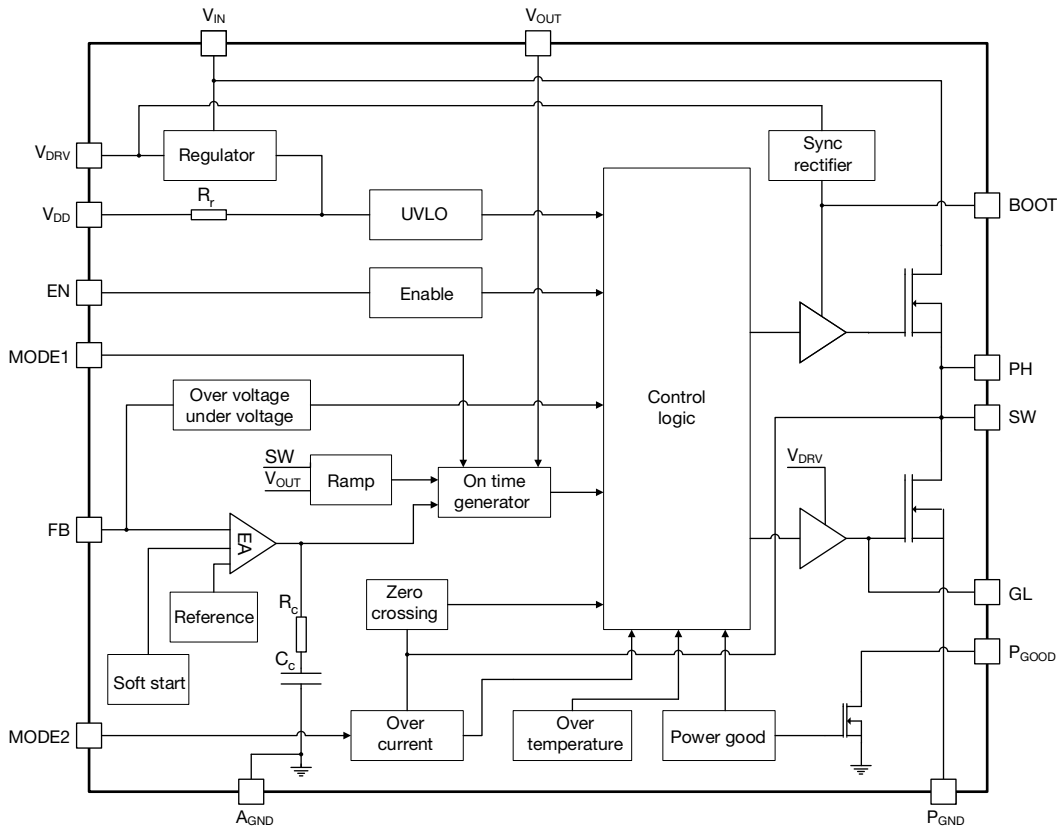 VIN
VOUT
VDRV
Regulator
Sync
rectifier
Rr
VDD
UVLO
BOOT
EN
Enable
MODE1
PH
Over voltage
under voltage
Control
logic
SW
SW
VOUT
Ramp
On time
generator
VDRV
FB
EA
Zero
crossing
Rc
Reference
GL
Cc
Soft start
PGOOD
MODE2
Over
current
Over
temperature
Power good
AGND
PGND